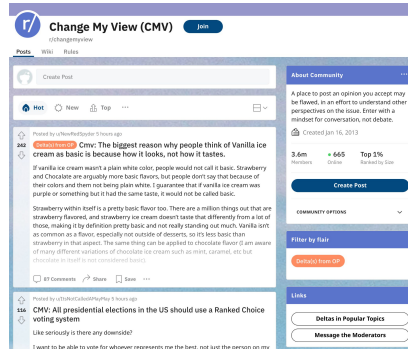 r/
Change My View (CMV)
Join
r/changemyview
Posts Wiki Rules
Create Post
Hot New Top ...
Posted by u/NewRedSpyder 5 hours ago
242
Delta(s) from OP Cmv: The biggest reason why people think of Vanilla ice
cream as basic is because how it looks, not how it tastes.
If vanilla ice cream wasn't a plain white color, people would not call it basic. Strawberry
and Chocolate are arguably more basic flavors, but people don't say that because of
their colors and them not being plain white. I guarantee that if vanilla ice cream was
purple or something but it had the same taste, it would not be called basic.
Strawberry within itself is a pretty basic flavor too. There are a million things out that are
strawberry flavored, and strawberry ice cream doesn't taste that differently from a lot of
those, making it by definition pretty basic and not really standing out much. Vanilla isn't
as common as a flavor, especially not outside of desserts, so it's less basic than
strawberry in that aspect. The same thing can be applied to chocolate flavor (I am aware
of many different variations of chocolate ice cream such as mint, caramel, etc but
chocolate in itself is not considered basic).
87 Comments Share Save ...
Posted by u/ItsNotCalledAMayMay 5 hours ago
116
CMV: All presidential elections in the US should use a Ranked Choice
voting system
Like seriously is there any downside?
I want to be able to vote for whoever represents me the best, not just the person on my
About Community ...
A place to post an opinion you accept may
be flawed, in an effort to understand other
perspectives on the issue. Enter with a
mindset for conversation, not debate.
Created Jan 16, 2013
3.6m 665 Top 1%
Members Online Ranked by Size
Create Post
COMMUNITY OPTIONS
Filter by flair
Delta(s) from OP
Links
Deltas in Popular Topics
Message the Moderators